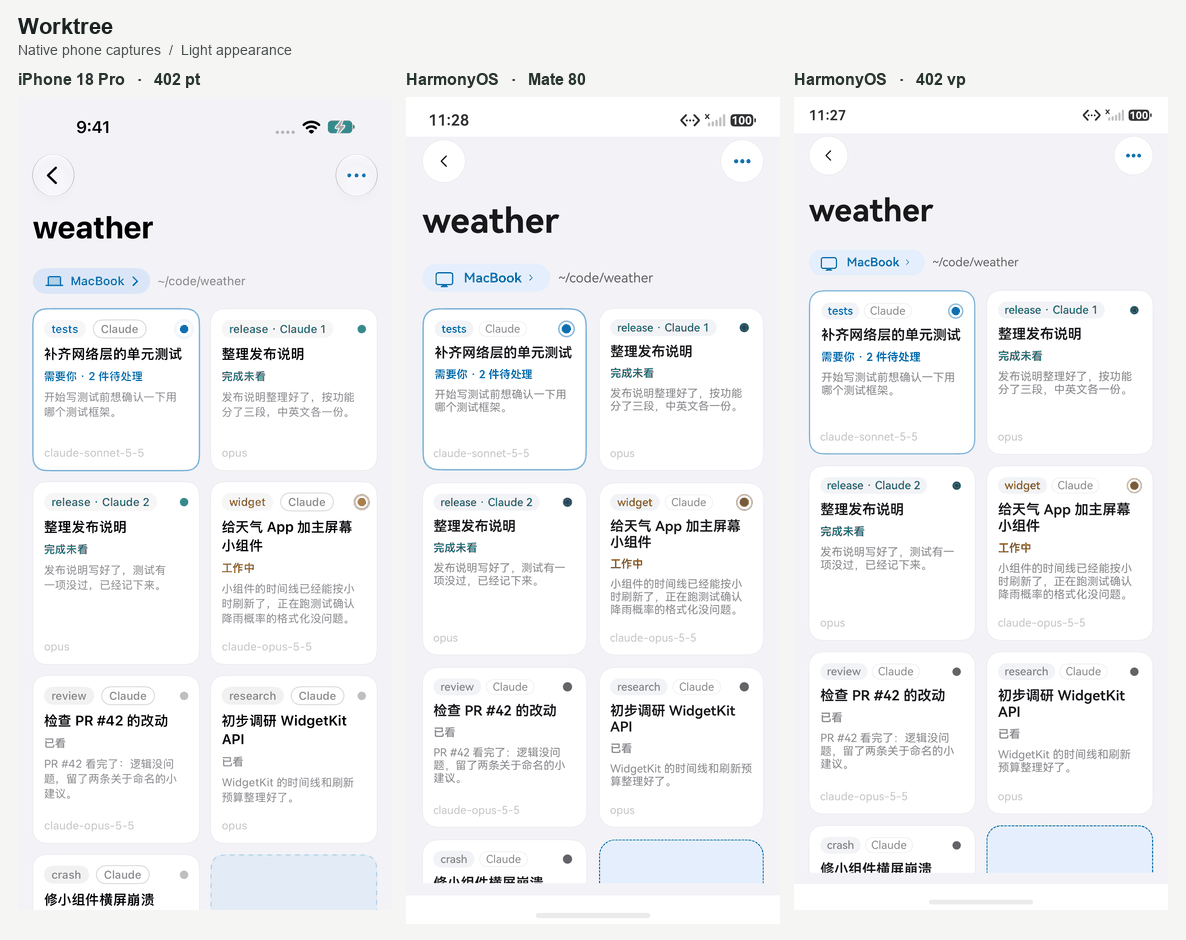 Worktree
Native phone captures / Light appearance
iPhone 18 Pro · 402 pt
9:41
weather
MacBook
~/code/weather
tests
Claude
补齐网络层的单元测试
需要你 · 2 件待处理
开始写测试前想确认一下用
哪个测试框架。
claude-sonnet-5-5
release · Claude 1
整理发布说明
完成未看
发布说明整理好了，按功能
分了三段，中英文各一份。
opus
release · Claude 2
整理发布说明
完成未看
发布说明写好了，测试有
一项没过，已经记下来。
opus
widget
Claude
给天气 App 加主屏幕
小组件
工作中
小组件的时间线已经能按小
时刷新了，正在跑测试确认
降雨概率的格式化没问题。
claude-opus-5-5
review
Claude
检查 PR #42 的改动
已看
PR #42 看完了：逻辑没问
题，留了两条关于命名的小
建议。
claude-opus-5-5
research
Claude
初步调研 WidgetKit
API
已看
WidgetKit 的时间线和刷新
预算整理好了。
opus
crash
Claude
修小组件横屏崩溃
HarmonyOS · Mate 80
11:28
100
weather
MacBook
~/code/weather
tests
Claude
补齐网络层的单元测试
需要你 · 2 件待处理
开始写测试前想确认一下用
哪个测试框架。
claude-sonnet-5-5
release · Claude 1
整理发布说明
完成未看
发布说明整理好了，按功能
分了三段，中英文各一份。
opus
release · Claude 2
整理发布说明
完成未看
发布说明写好了，测试有一
项没过，已经记下来。
opus
widget
Claude
给天气 App 加主屏幕
小组件
工作中
小组件的时间线已经能按小
时刷新了，正在跑测试确认
降雨概率的格式化没问题。
claude-opus-5-5
review
Claude
检查 PR #42 的改动
已看
PR #42 看完了：逻辑没问
题，留了两条关于命名的小
建议。
claude-opus-5-5
research
Claude
初步调研 WidgetKit
API
已看
WidgetKit 的时间线和刷新预
算整理好了。
opus
crash
Claude
修小组件横屏崩溃
HarmonyOS · 402 vp
11:27
100
weather
MacBook
~/code/weather
tests
Claude
补齐网络层的单元测试
需要你 · 2 件待处理
开始写测试前想确认一下用
哪个测试框架。
claude-sonnet-5-5
release · Claude 1
整理发布说明
完成未看
发布说明整理好了，按功能
分了三段，中英文各一份。
opus
release · Claude 2
整理发布说明
完成未看
发布说明写好了，测试有一
项没过，已经记下来。
opus
widget
Claude
给天气 App 加主屏幕
小组件
工作中
小组件的时间线已经能按小
时刷新了，正在跑测试确认
降雨概率的格式化没问题。
claude-opus-5-5
review
Claude
检查 PR #42 的改动
已看
PR #42 看完了：逻辑没问
题，留了两条关于命名的小
建议。
claude-opus-5-5
research
Claude
初步调研 WidgetKit
API
已看
WidgetKit 的时间线和刷新
预算整理好了。
opus
crash
Claude
修小组件横屏崩溃